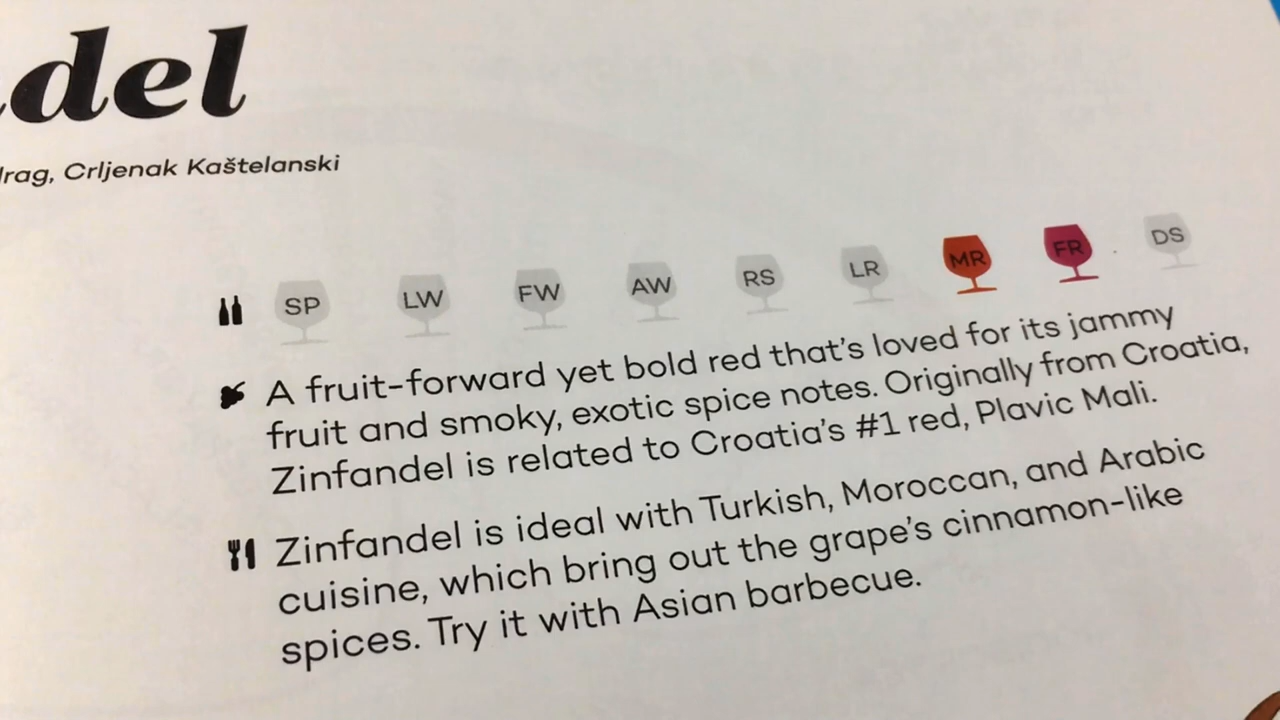 del
rag, Crljenak Kaštelanski
SP LW FW AW RS LR MR FR DS
A fruit-forward yet bold red that's loved for its jammy
fruit and smoky, exotic spice notes. Originally from Croatia,
Zinfandel is related to Croatia's #1 red, Plavic Mali.
Zinfandel is ideal with Turkish, Moroccan, and Arabic
cuisine, which bring out the grape's cinnamon-like
spices. Try it with Asian barbecue.